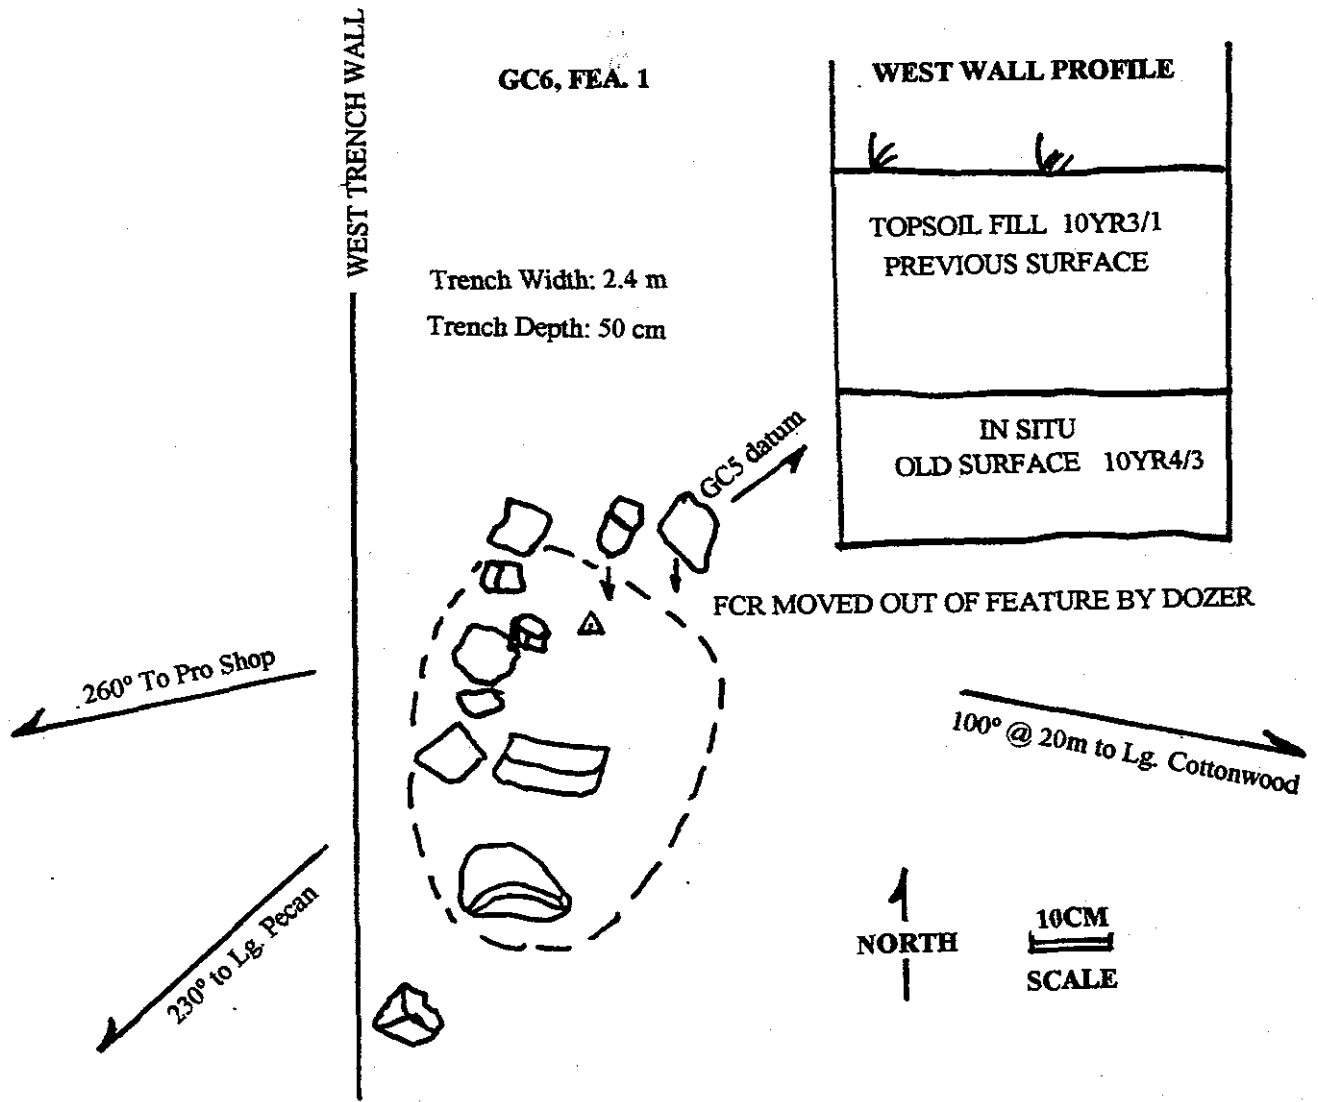 WEST TRENCH WALL
GC6, FEA. 1
WEST WALL PROFILE
TOPSOIL FILL 10YR3/1
PREVIOUS SURFACE
Trench Width: 2.4 m
Trench Depth: 50 cm
IN SITU
OLD SURFACE 10YR4/3
GC5 datum
FCR MOVED OUT OF FEATURE BY DOZER
260° To Pro Shop
100° @ 20m to Lg. Cottonwood
230° to Lg. Pecan
NORTH
10CM
SCALE